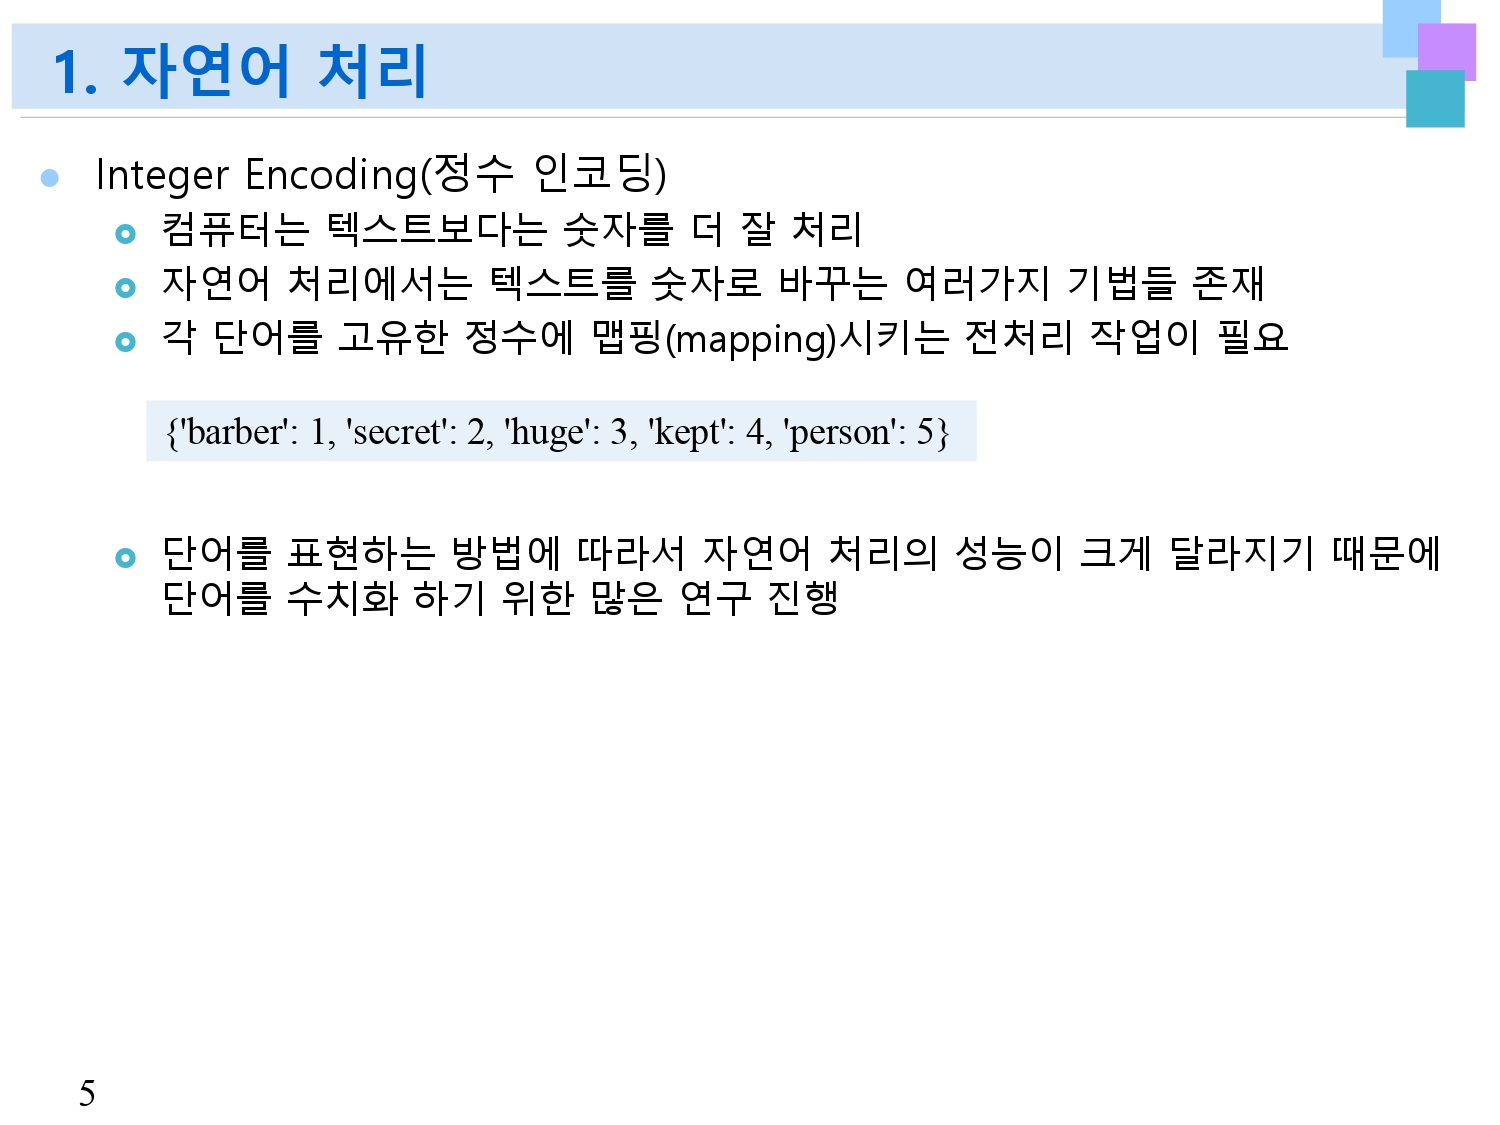 1. 자연어 처리
Integer Encoding(정수 인코딩)
컴퓨터는 텍스트보다는 숫자를 더 잘 처리
자연어 처리에서는 텍스트를 숫자로 바꾸는 여러가지 기법들 존재
각 단어를 고유한 정수에 맵핑(mapping)시키는 전처리 작업이 필요
{'barber': 1, 'secret': 2, 'huge': 3, 'kept': 4, 'person': 5}
단어를 표현하는 방법에 따라서 자연어 처리의 성능이 크게 달라지기 때문에
단어를 수치화 하기 위한 많은 연구 진행
5